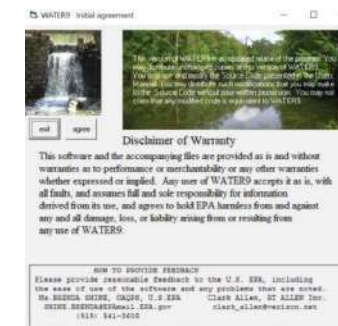 WATER9 Initial agreement
This version of WATER9 is an updated release of the program. You
may distribute unchanged copies of this version of WATER9.
You may use and modify the Source Code presented in the Users
Manual. You may distribute such modifications that you may make
to the Source Code without prior written permission. You may not
claim that any modified code is equivalent to WATER9.
exit agree
Disclaimer of Warranty
This software and the accompanying files are provided as is and without
warranties as to performance or merchantability or any other warranties
whether expressed or implied. Any user of WATER9 accepts it as is, with
all faults, and assumes full and sole responsibility for information
derived from its use, and agrees to hold EPA harmless from and against
any and all damage, loss, or liability arising from or resulting from
any use of WATER9.
HOW TO PROVIDE FEEDBACK
Please provide reasonable feedback to the U.S. EPA, including
the ease of use of the software and any problems that are noted.
Ms. BRENDA SHINE, OAQPS, U.S.EPA Clark Allen, RT ALLEN Inc.
SHINE.BRENDA@EPAmail.EPA.gov clark_allen@verizon.net
(919) 541-3608